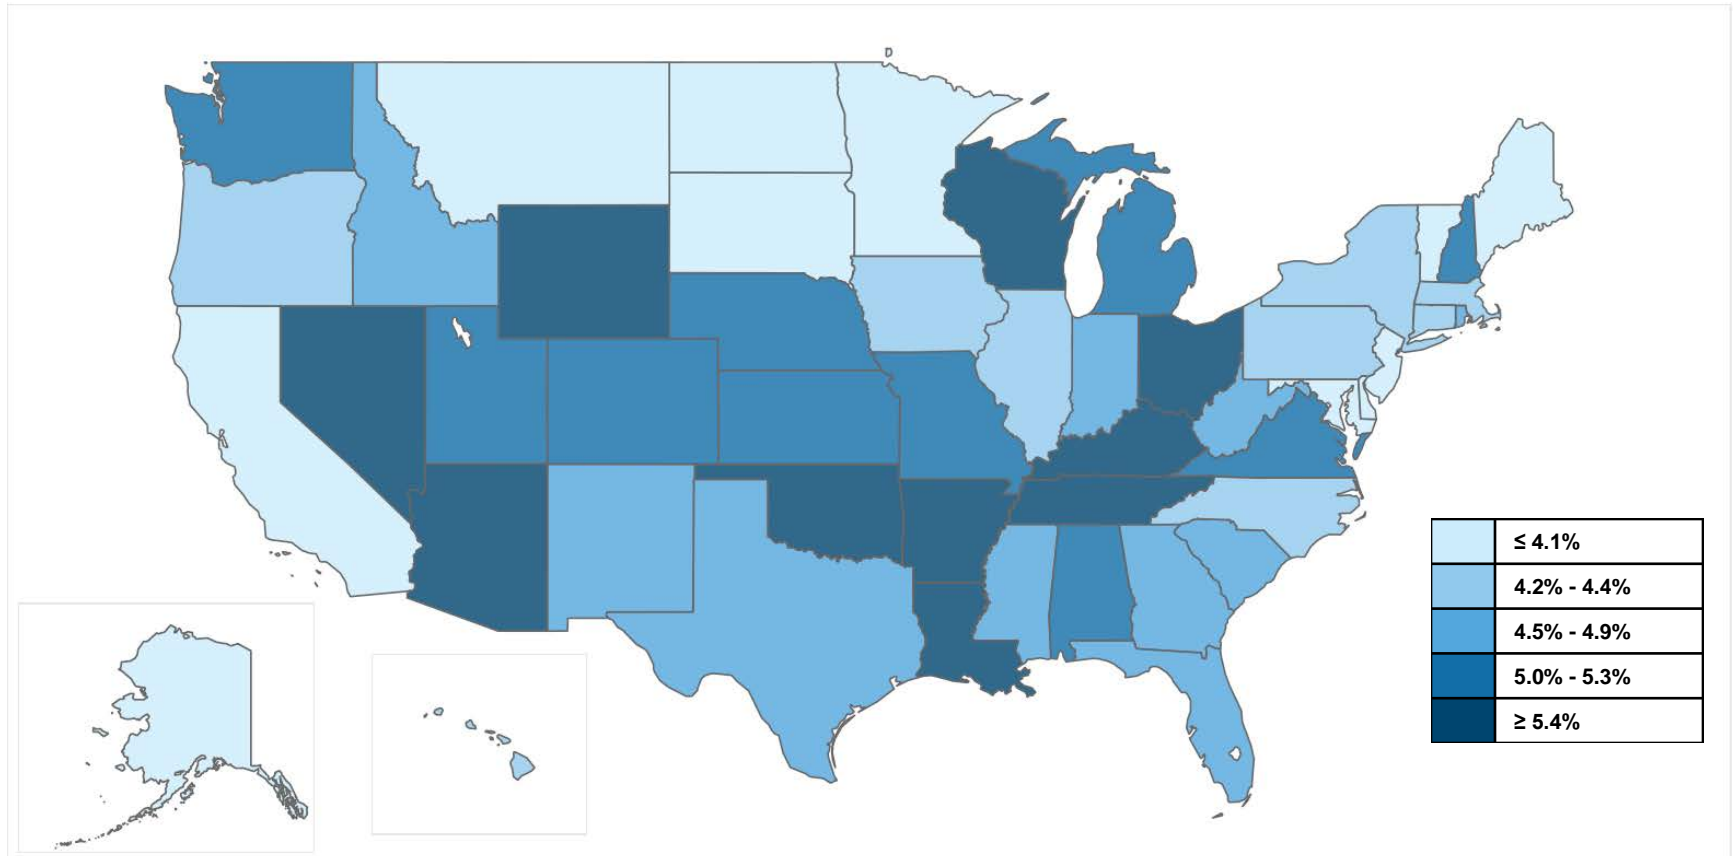 ≤ 4.1%
4.2% - 4.4%
4.5% - 4.9%
5.0% - 5.3%
≥ 5.4%